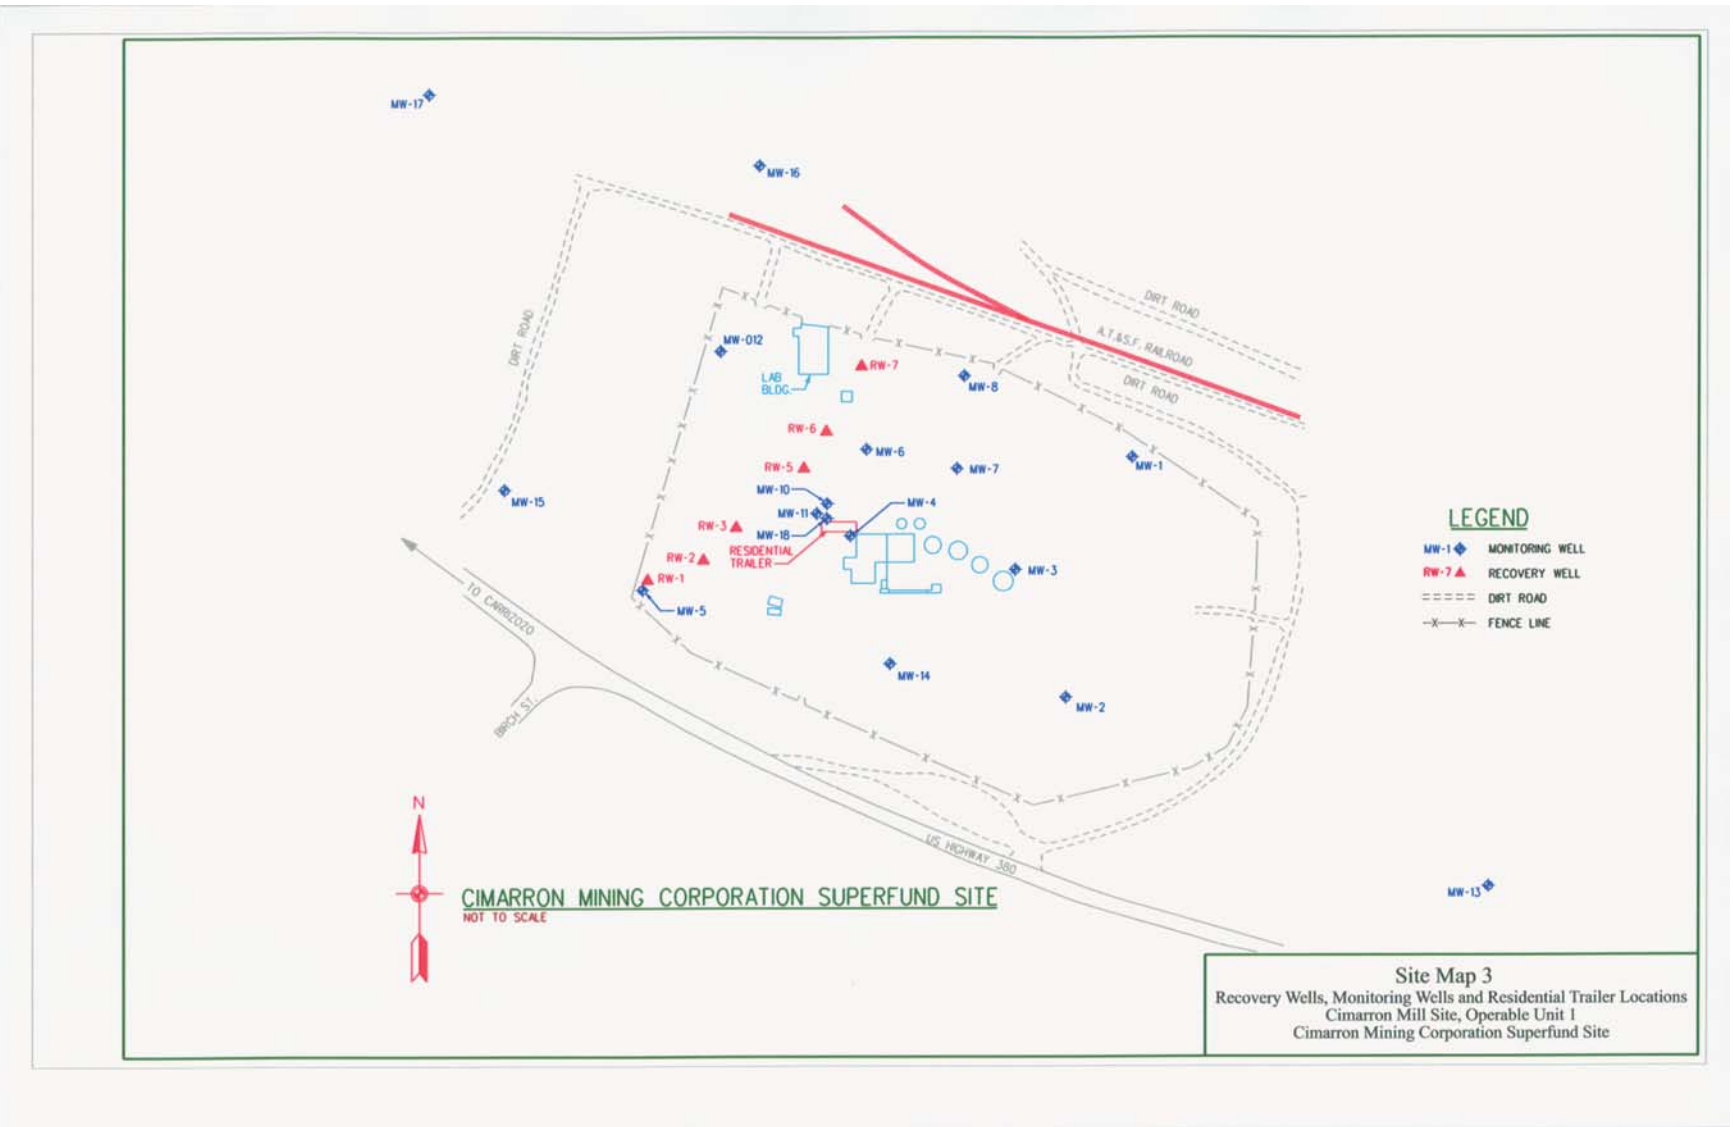 MW-17
MW-16
DIRT ROAD
A.T.&S.F. RAILROAD
DIRT ROAD
DIRT ROAD
MW-012
LAB
BLDG.
RW-7
MW-8
RW-6
MW-6
MW-1
RW-5
MW-7
MW-10
MW-4
MW-15
MW-11
RW-3
MW-18
RESIDENTIAL
TRAILER
RW-2
MW-3
RW-1
MW-5
TO CARRIZOZO
MW-14
MW-2
BIRCH ST.
US HIGHWAY 380
MW-13
LEGEND
MW-1 MONITORING WELL
RW-7 RECOVERY WELL
DIRT ROAD
-X-X- FENCE LINE
N
CIMARRON MINING CORPORATION SUPERFUND SITE
NOT TO SCALE
Site Map 3
Recovery Wells, Monitoring Wells and Residential Trailer Locations
Cimarron Mill Site, Operable Unit 1
Cimarron Mining Corporation Superfund Site